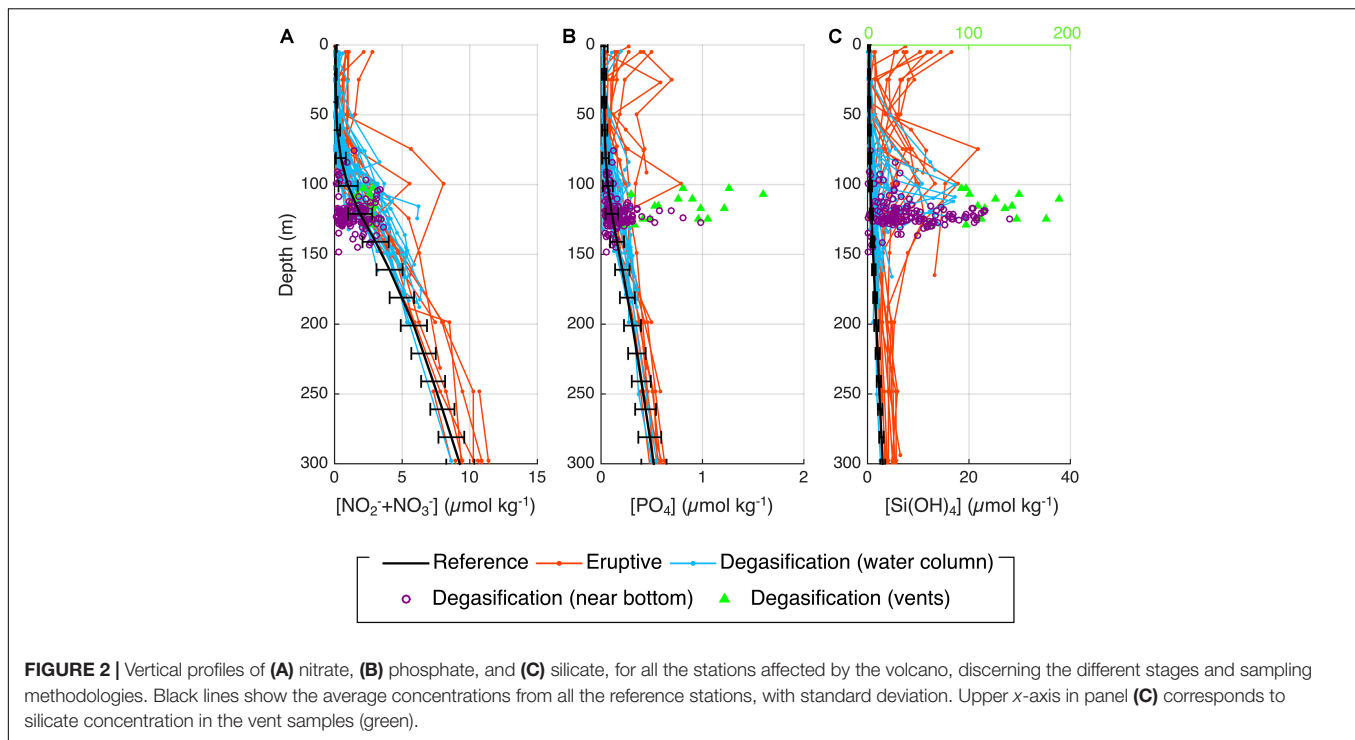 A
B
C
0
100
200
0
50
100
150
200
250
300
Depth (m)
0
5
10
15
[NO2-+NO3-] (µmol kg-1)
0
50
100
150
200
250
300
0
1
2
[PO4] (µmol kg-1)
0
50
100
150
200
250
300
0
20
40
[Si(OH)4] (µmol kg-1)
Reference Eruptive Degasification (water column)
Degasification (near bottom) Degasification (vents)
FIGURE 2 | Vertical profiles of (A) nitrate, (B) phosphate, and (C) silicate, for all the stations affected by the volcano, discerning the different stages and sampling
methodologies. Black lines show the average concentrations from all the reference stations, with standard deviation. Upper x-axis in panel (C) corresponds to
silicate concentration in the vent samples (green).